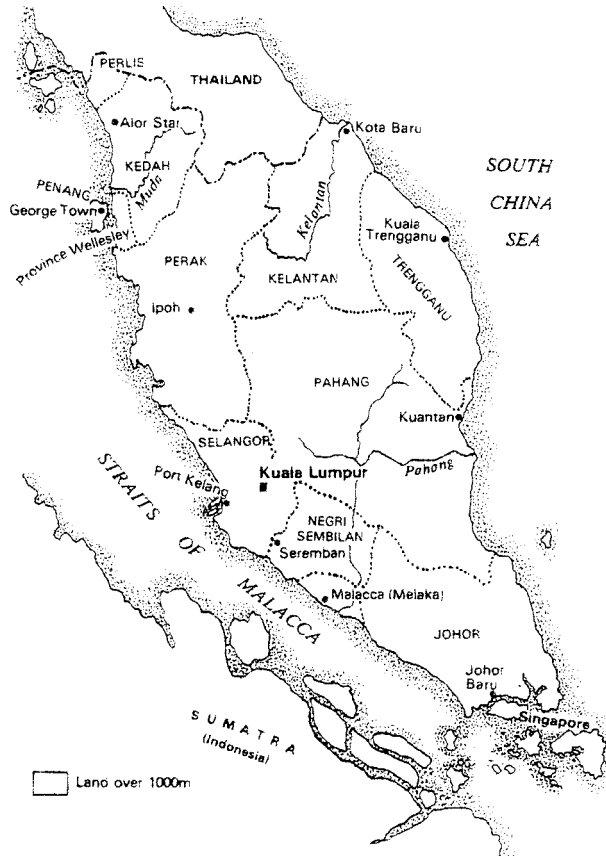 PERLIS
THAILAND
Alor Star
Kota Baru
KEDAH
Muda
PENANG
George Town
Province Wellesley
SOUTH
CHINA
SEA
Kelantan
Kuala
Trengganu
PERAK
KELANTAN
TRENGGANU
Ipoh
PAHANG
Kuantan
SELANGOR
Pahang
Port Kelang
Kuala Lumpur
NEGRI
SEMBILAN
Seremban
STRAITS OF MALACCA
Malacca (Melaka)
JOHOR
Johor
Baru
Singapore
SUMATRA
(Indonesia)
Land over 1000m